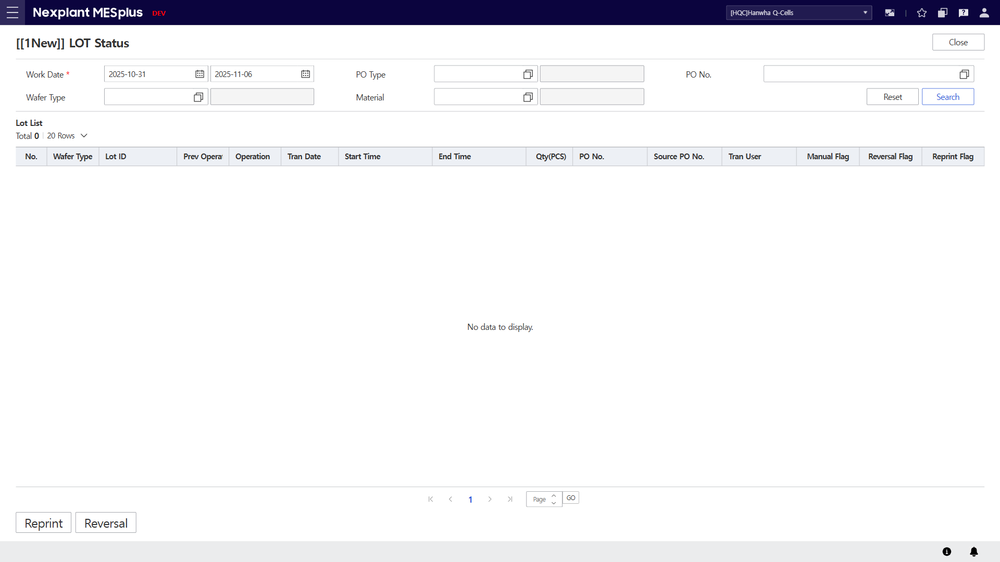 Nexplant MESplus DEV
[HQC]Hanwha Q-Cells
[[1New]] LOT Status
Close
Work Date * 2025-10-31 2025-11-06 PO Type PO No.
Wafer Type Material Reset Search
Lot List
Total 0 20 Rows
No. Wafer Type Lot ID Prev Opera Operation Tran Date Start Time End Time Qty(PCS) PO No. Source PO No. Tran User Manual Flag Reversal Flag Reprint Flag
No data to display.
1 Page GO
Reprint Reversal